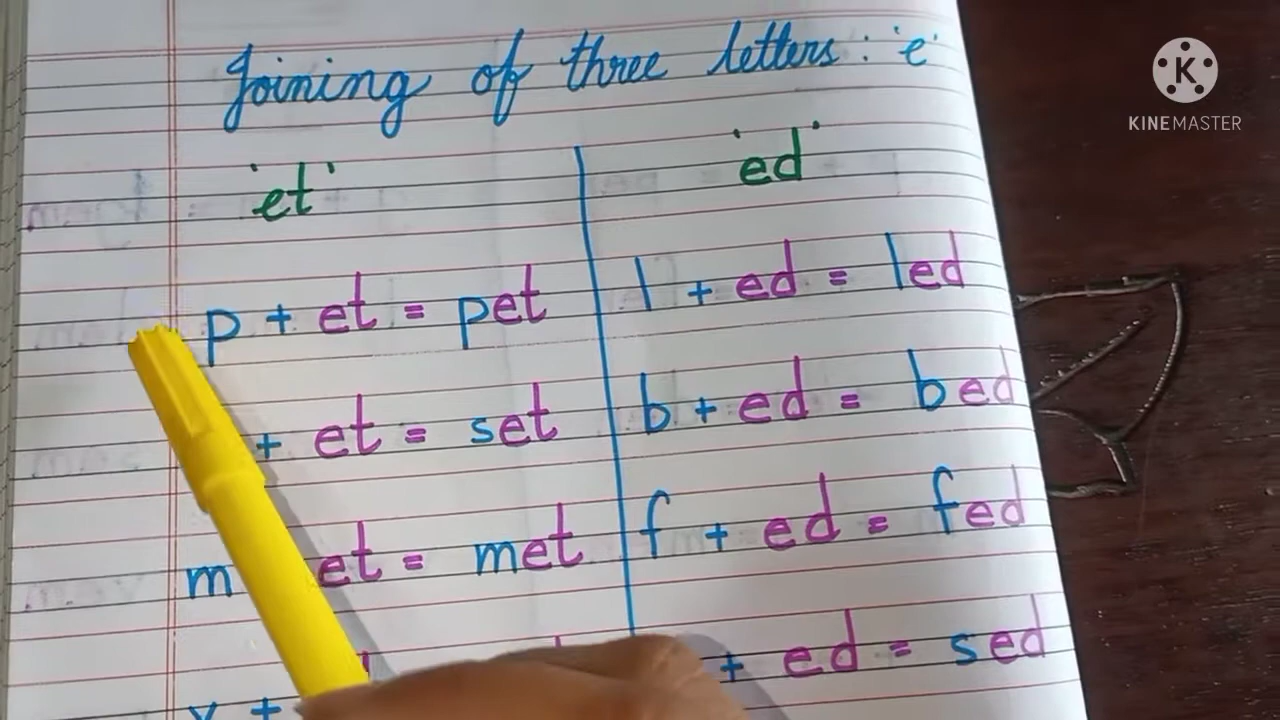 Joining of three letters: 'e'
'et' 'ed'
p + et = pet l + ed = led
+ et = set b + ed = bed
m et = met f + ed = fed
+ ed = sed
v +
KINEMASTER